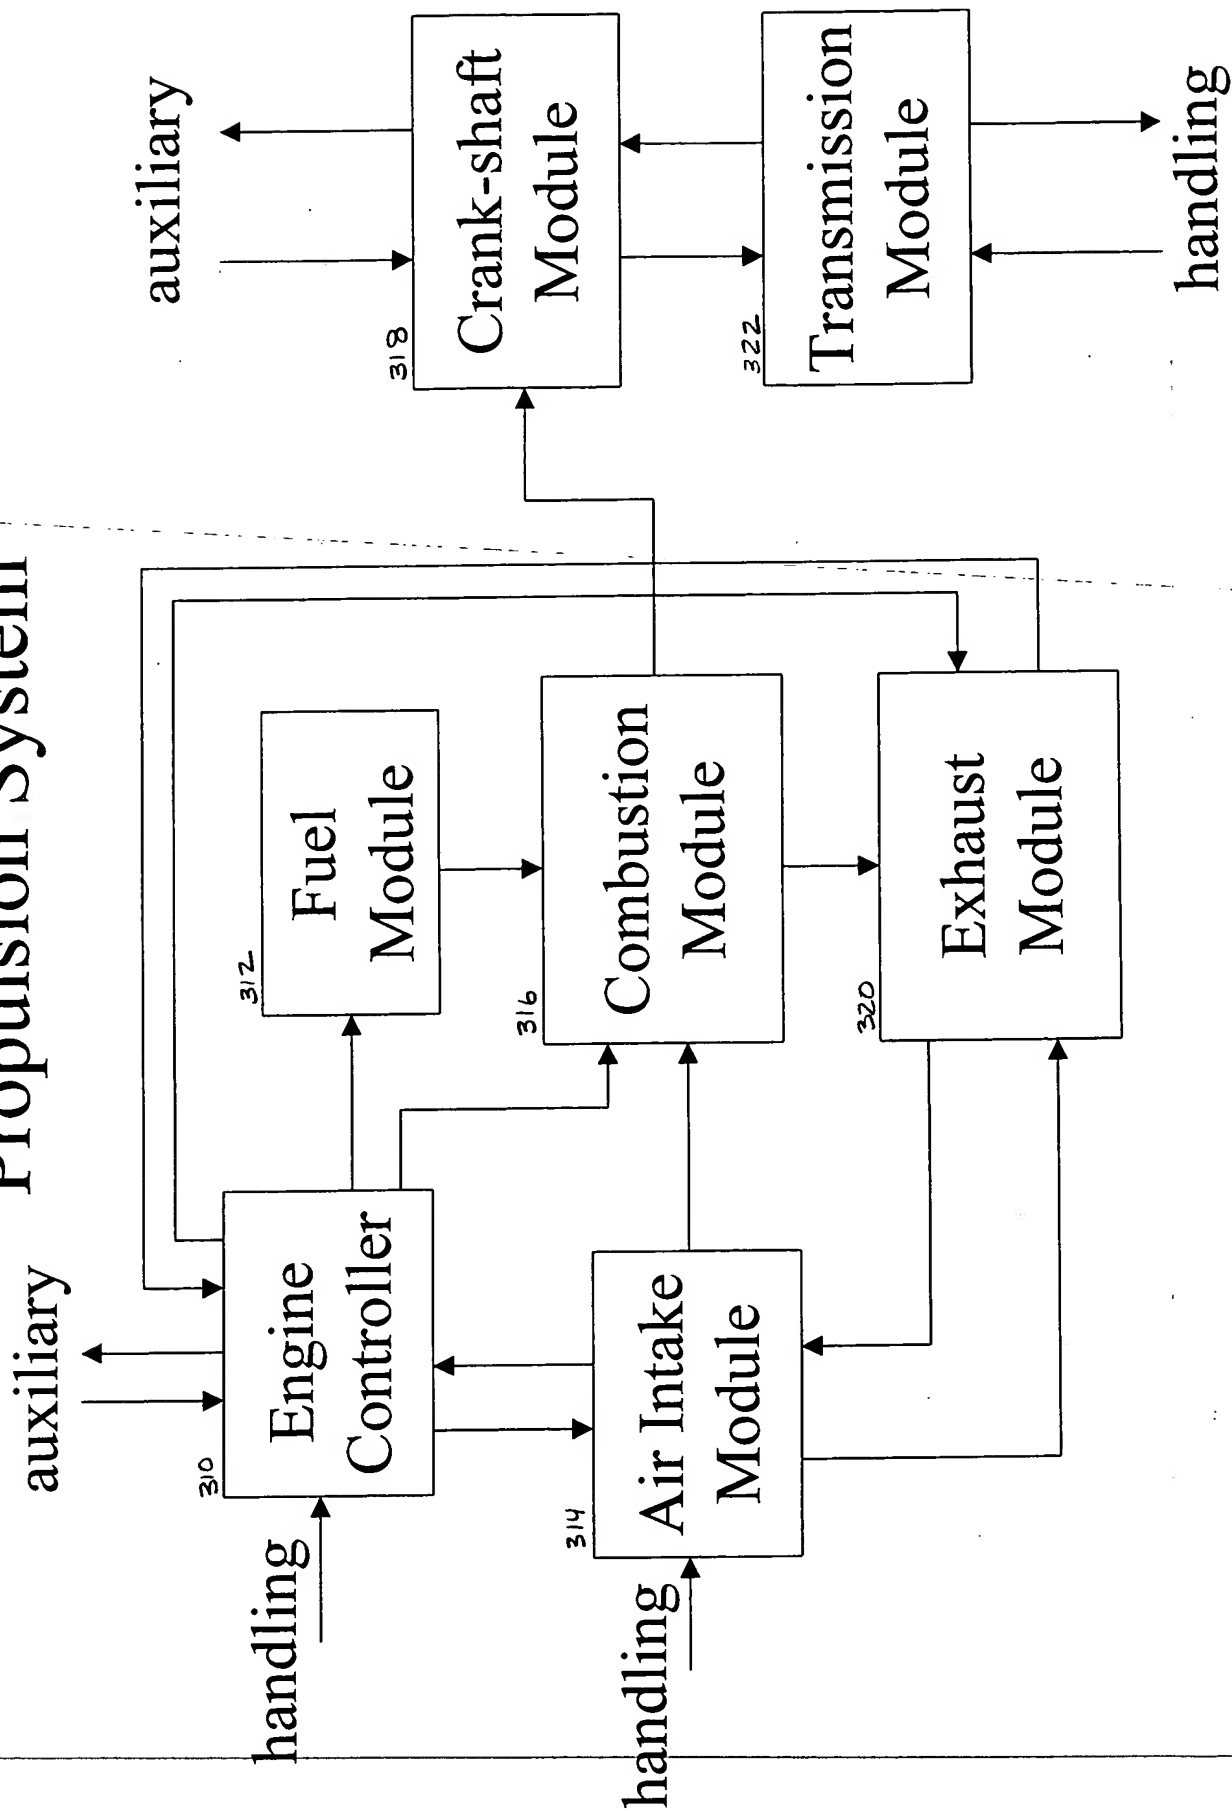 Propulsion System
auxiliary
auxiliary
handling
310
Engine
Controller
312
Fuel
Module
318
Crank-shaft
Module
handling
314
Air Intake
Module
316
Combustion
Module
322
Transmission
Module
320
Exhaust
Module
handling